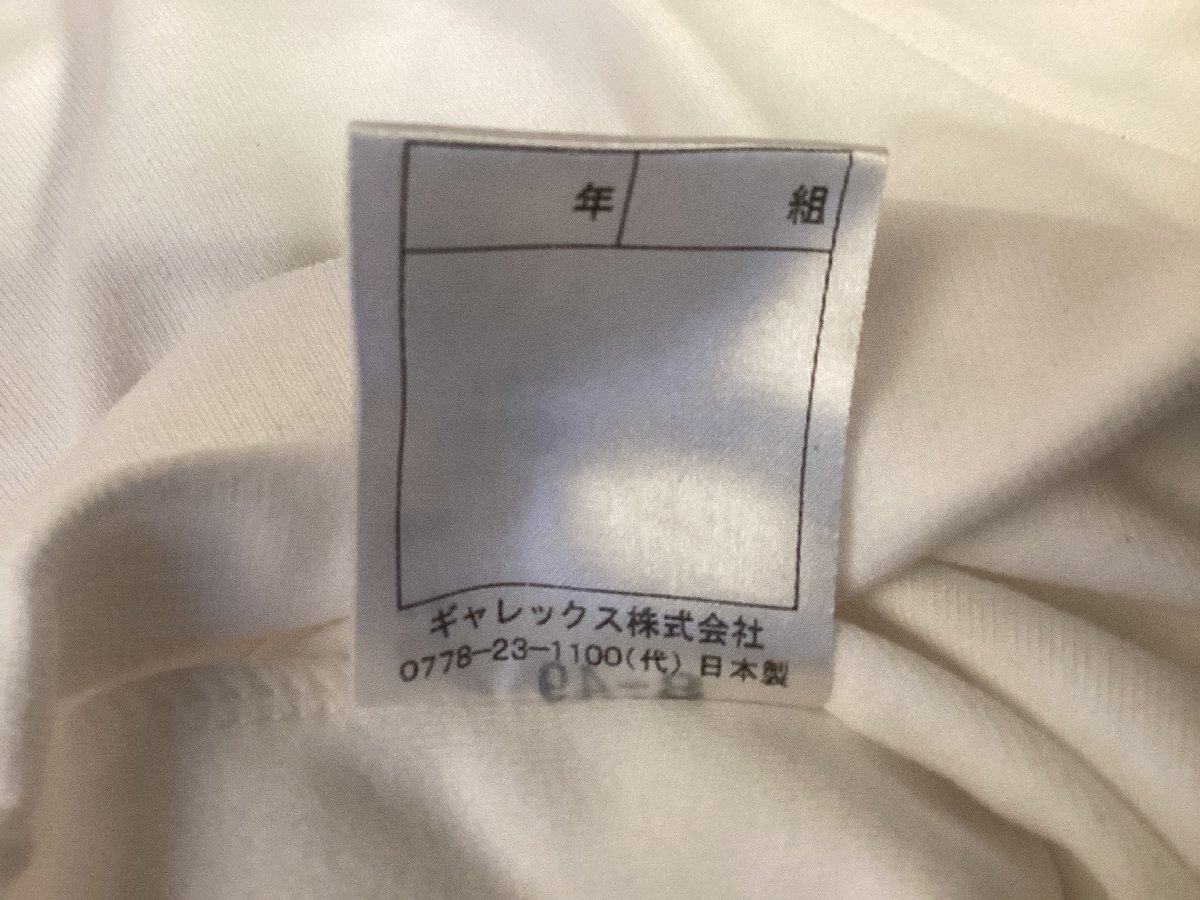 年 組
ギャレックス株式会社
0778-23-1100(代) 日本製